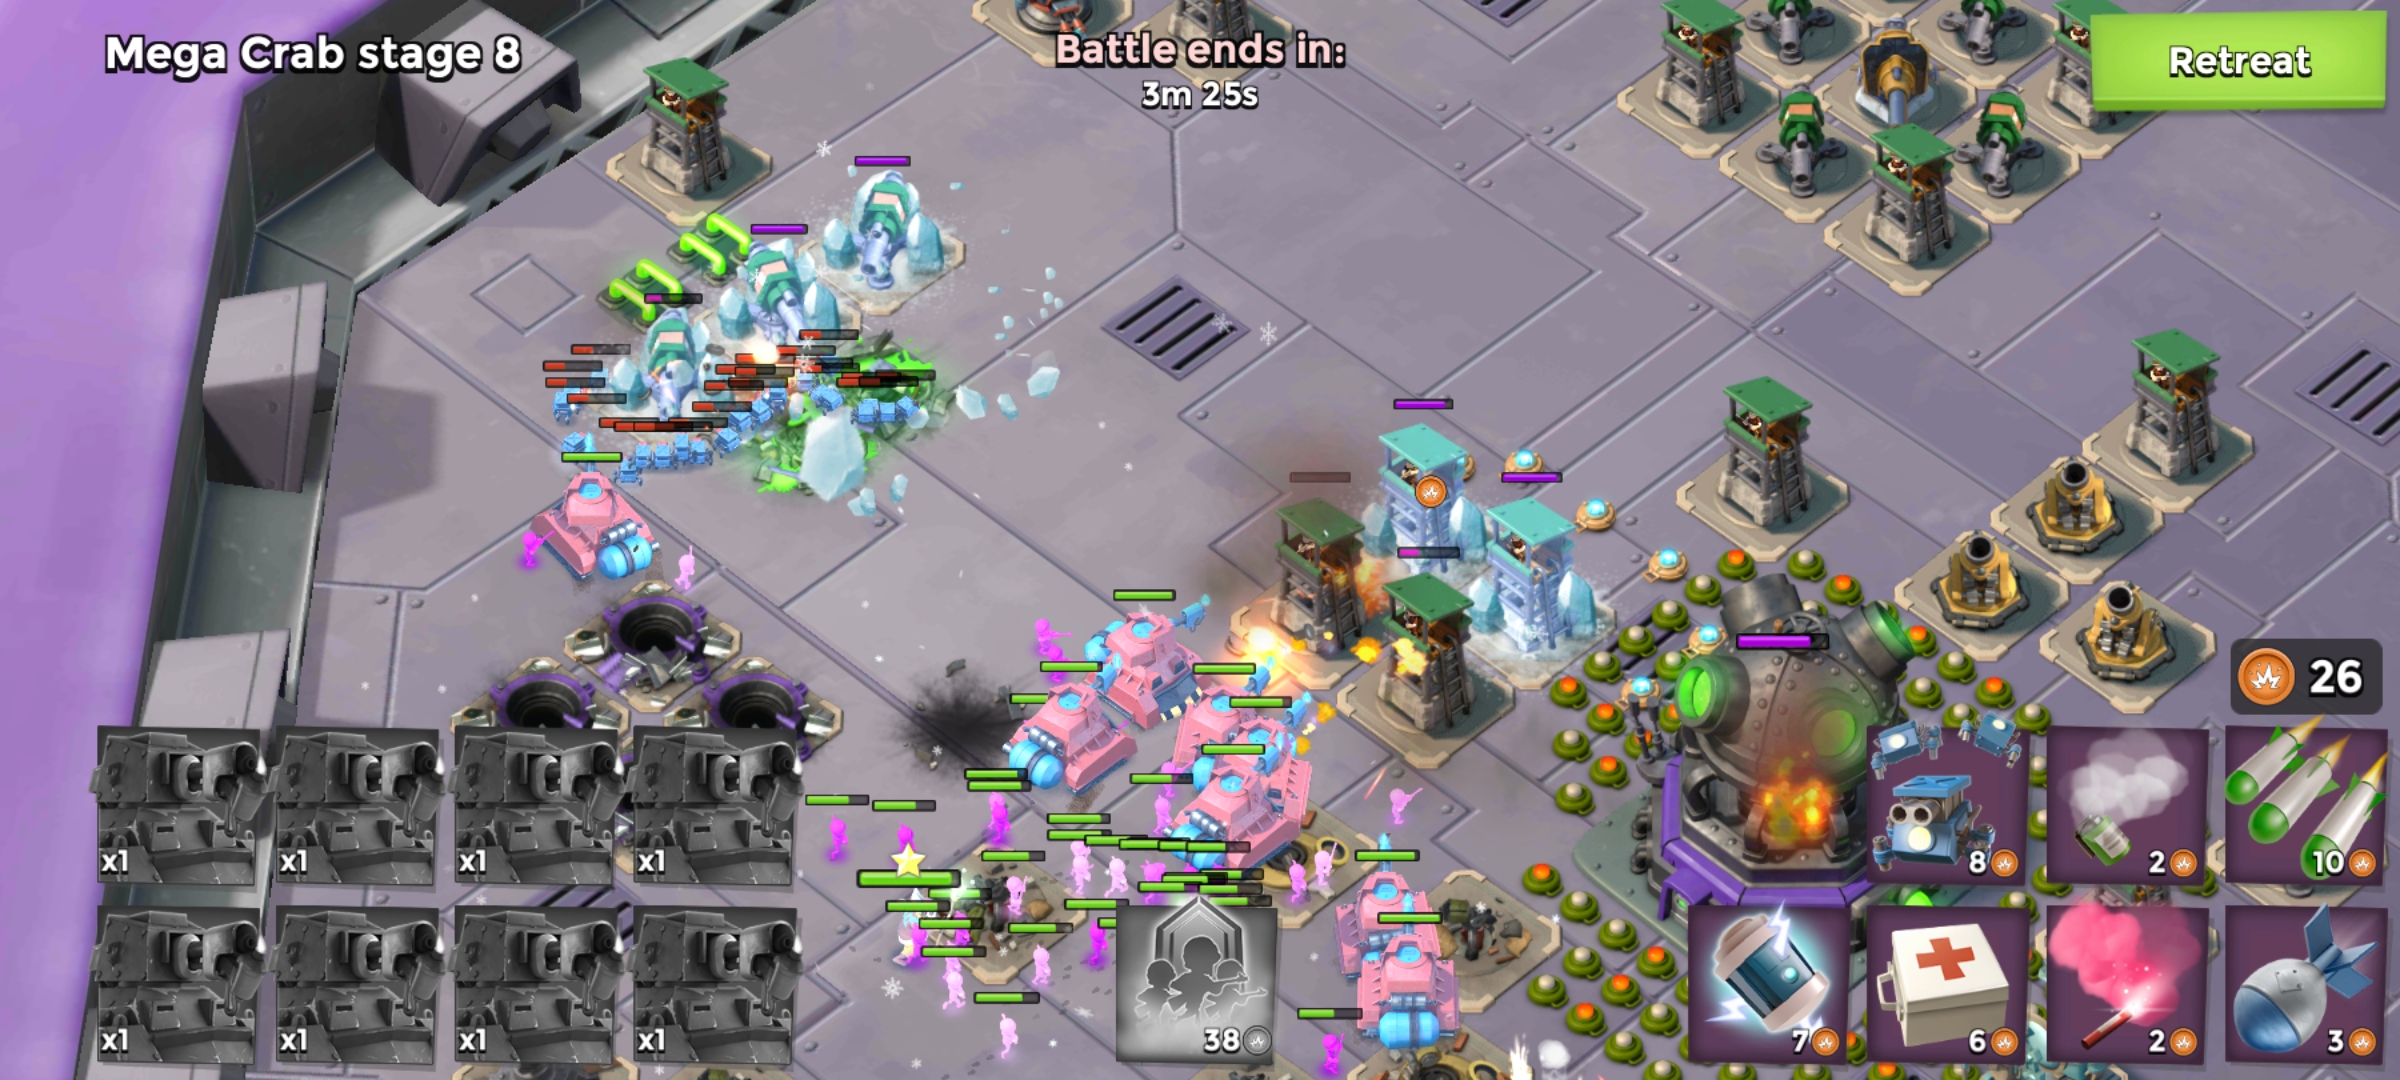 Mega Crab stage 8
Battle ends in:
3m 25s
Retreat
26
x1
x1
x1
x1
8
2
10
x1
x1
x1
x1
38
7
6
2
3